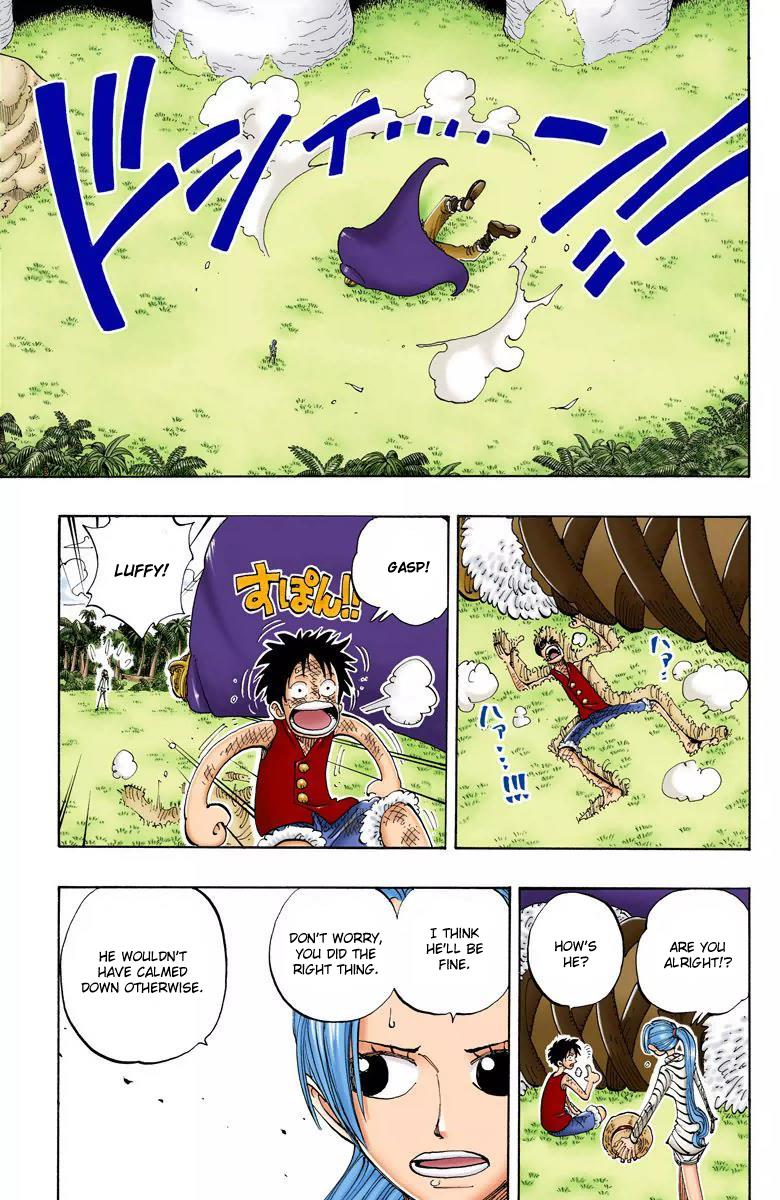 ドシィ・・・・ン!!
ハァ・・・
ハァ・・・!!!
GASP!
すぽん!!
LUFFY!
ARE YOU
ALRIGHT!?
HOW'S
HE?
I THINK
HE'LL BE
FINE.
DON'T WORRY,
YOU DID THE
RIGHT THING.
HE WOULDN'T
HAVE CALMED
DOWN OTHERWISE.